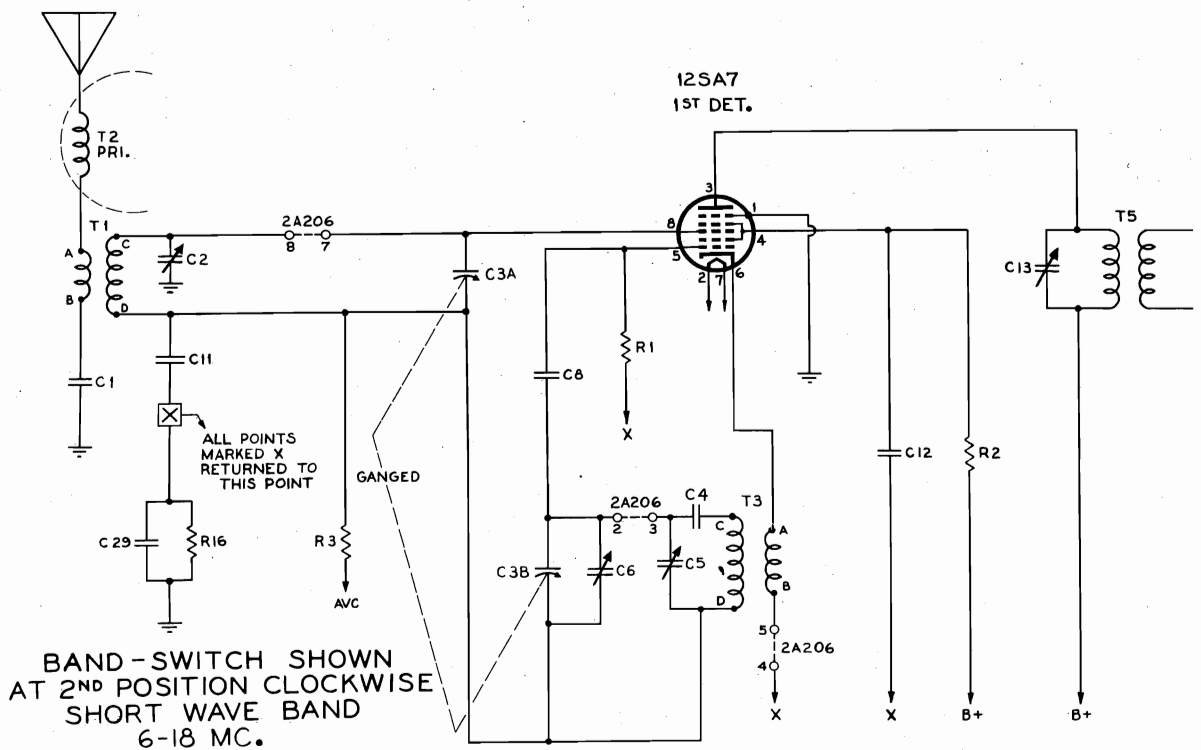 12SA7
1ST DET.
T2
PRI.
3
T1
2A206
1
T5
A
C
8
7
8
4
C2
5
C3A
2
7
6
C13
B
D
C11
R1
C1
C8
ALL POINTS
MARKED X
RETURNED TO
THIS POINT
X
X
GANGED
C12
R2
2A206
C4
T3
2
3
C
A
C29
R16
R3
C3B
C6
C5
D
B
AVC
5
2A206
4
BAND-SWITCH SHOWN
AT 2ND POSITION CLOCKWISE
SHORT WAVE BAND
6-18 MC.
X
X
B+
B+